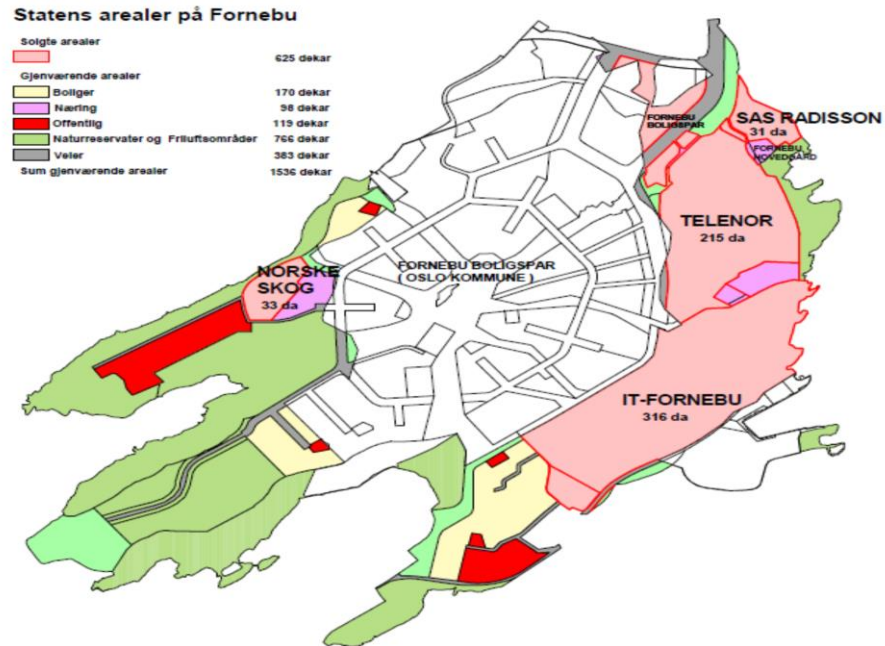 Statens arealer på Fornebu
Solgte arealer
625 dekar
Gjenværende arealer
Boliger 170 dekar
Næring 98 dekar
Offentlig 119 dekar
Naturreservater og Friluftsområder 766 dekar
Veier 383 dekar
Sum gjenværende arealer 1536 dekar
FORNEBU
BOLIGSPAR
SAS RADISSON
31 da
FORNEBU
HOVEDGÅRD
TELENOR
215 da
NORSKE
SKOG
33 da
FORNEBU BOLIGSPAR
( OSLO KOMMUNE )
IT-FORNEBU
316 da